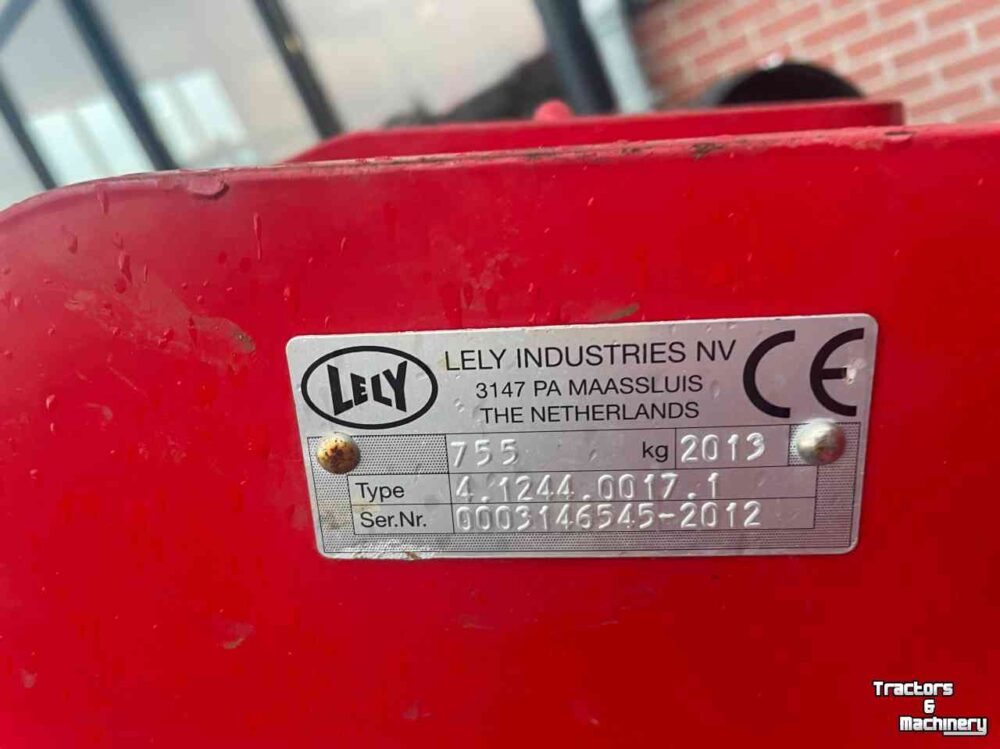 LELY
LELY INDUSTRIES NV
3147 PA MAASSLUIS
THE NETHERLANDS
CE
755 kg 2013
Type 4.1244.0017.1
Ser.Nr. 0003146545-2012
Tractors
&
Machinery